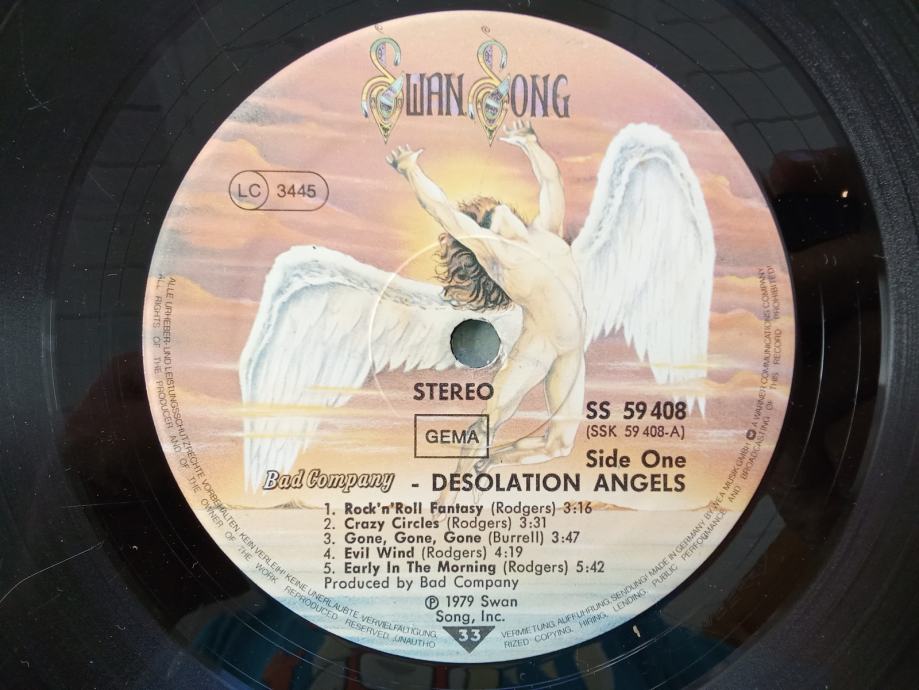 SWAN SONG
LC 3445
STEREO
GEMA
SS 59 408
(SSK 59 408-A)
Side One
Bad Company - DESOLATION ANGELS
1. Rock'n'Roll Fantasy (Rodgers) 3:16
2. Crazy Circles (Rodgers) 3:31
3. Gone, Gone, Gone (Burrell) 3:47
4. Evil Wind (Rodgers) 4:19
5. Early In The Morning (Rodgers) 5:42
Produced by Bad Company
℗ 1979 Swan
Song, Inc.
33
ALLE URHEBER- UND LEISTUNGSSCHUTZRECHTE VORBEHALTEN. KEIN VERLEIH! KEINE UNERLAUBTE VERVIELFÄLTIGUNG, VERMIETUNG, AUFFÜHRUNG, SENDUNG! MADE IN GERMANY BY WEA MUSIK GMBH A WARNER COMMUNICATIONS COMPANY
ALL RIGHTS OF THE PRODUCER AND OF THE OWNER OF THE WORK REPRODUCED RESERVED. UNAUTHORIZED COPYING, HIRING, LENDING, PUBLIC PERFORMANCE AND BROADCASTING OF THIS RECORD PROHIBITED!